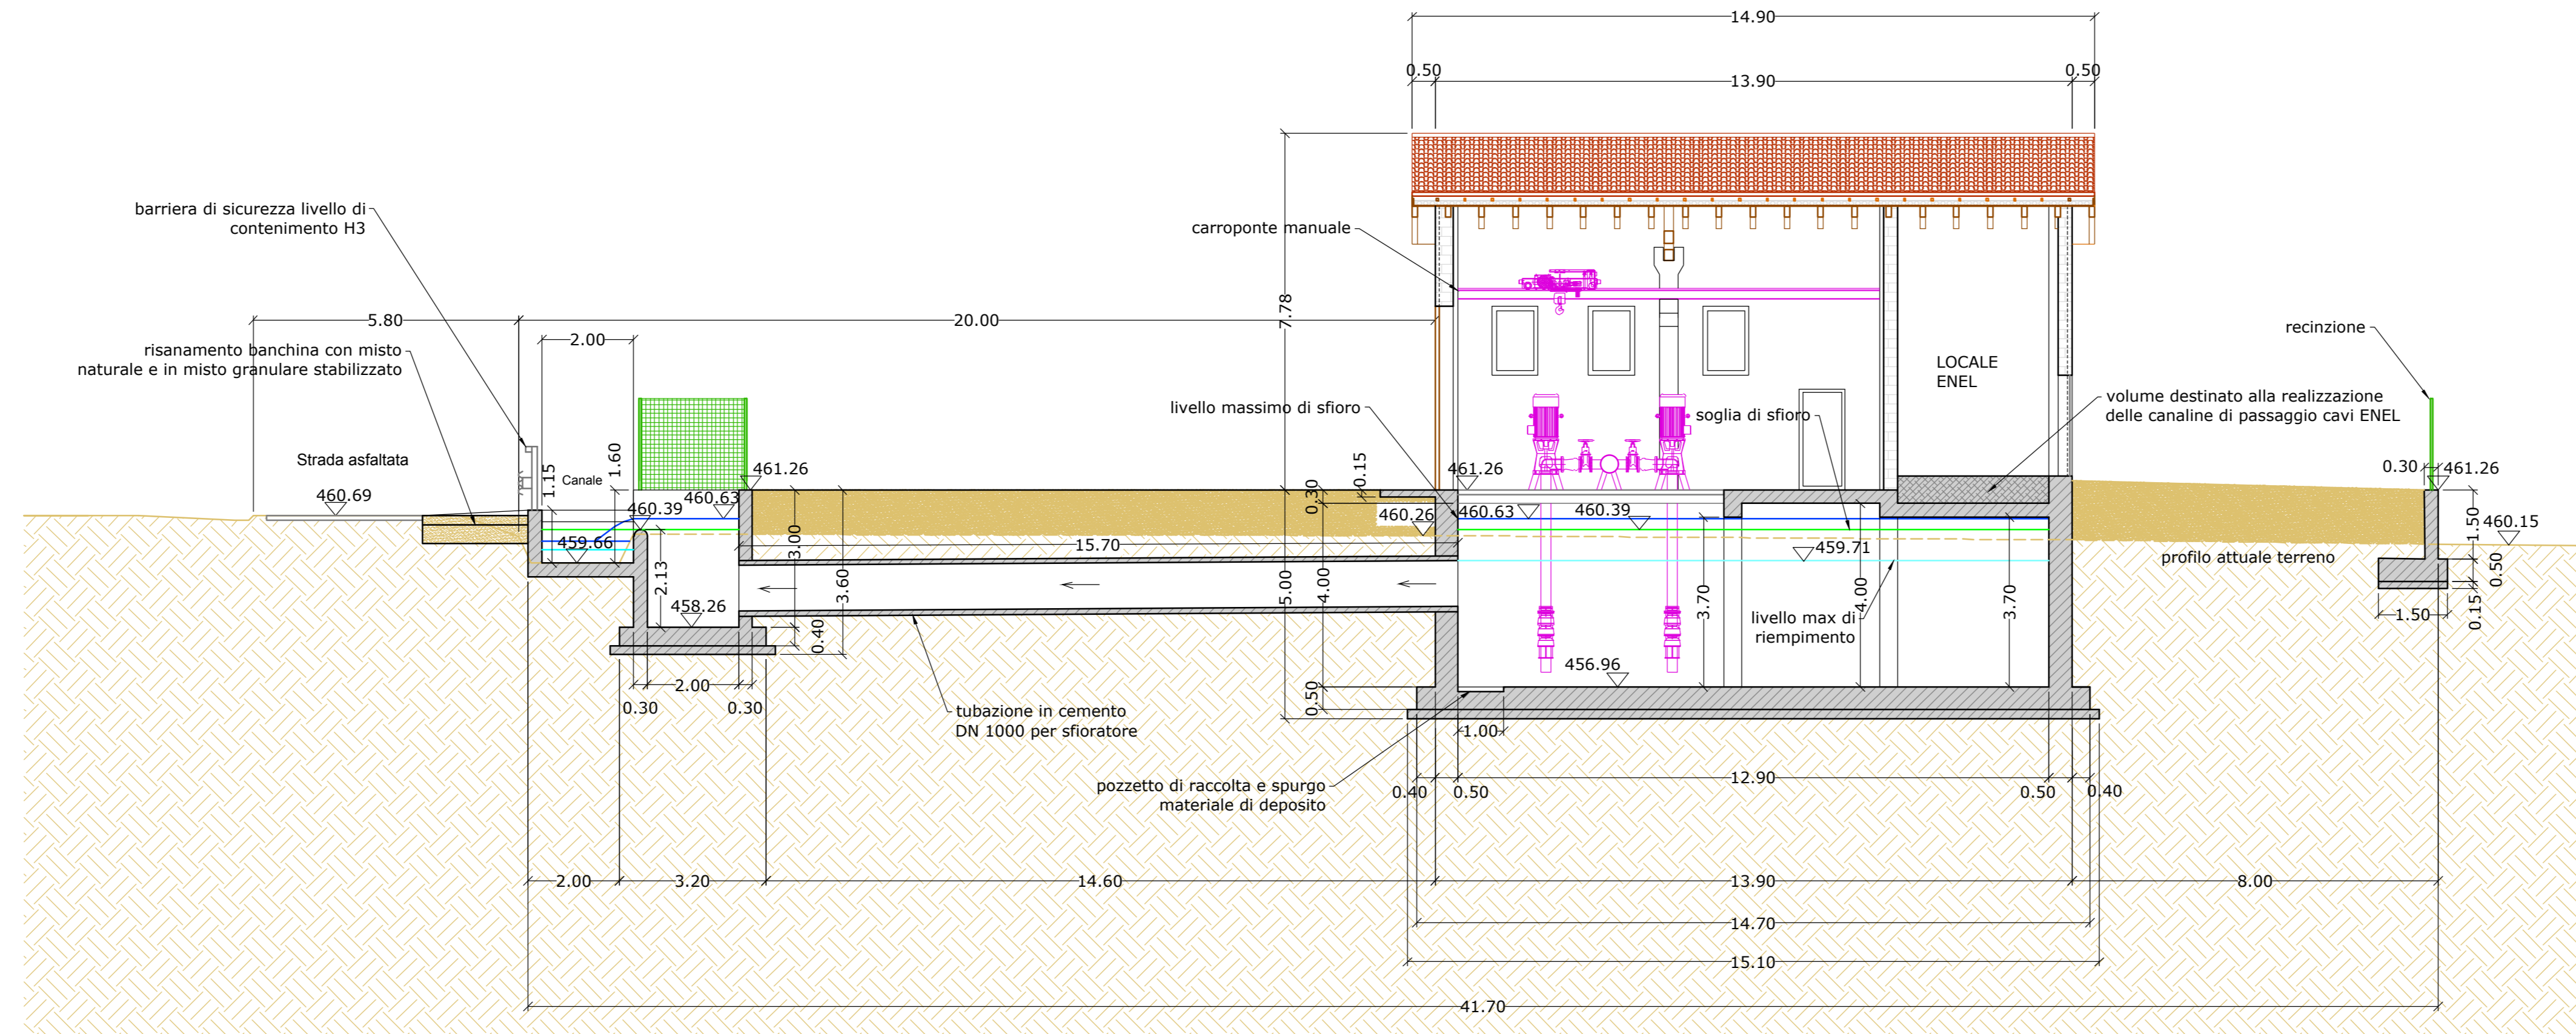 14.90
0.50
13.90
0.50
barriera di sicurezza livello di
contenimento H3
carroponte manuale
7.78
5.80
20.00
2.00
risanamento banchina con misto
naturale e in misto granulare stabilizzato
recinzione
LOCALE
ENEL
volume destinato alla realizzazione
delle canaline di passaggio cavi ENEL
livello massimo di sfioro
soglia di sfioro
Strada asfaltata
460.69
1.15
Canale
1.60
461.26
460.63
460.39
459.66
3.00
3.60
2.13
458.26
0.40
15.70
0.15
0.30
461.26
460.26
460.63
460.39
459.71
5.00
4.00
3.70
4.00
3.70
livello max di
riempimento
456.96
0.30
461.26
1.50
460.15
profilo attuale terreno
0.50
0.15
1.50
2.00
0.30
0.30
tubazione in cemento
DN 1000 per sfioratore
0.50
1.00
pozzetto di raccolta e spurgo
materiale di deposito
0.40
0.50
12.90
0.50
0.40
2.00
3.20
14.60
13.90
8.00
14.70
15.10
41.70